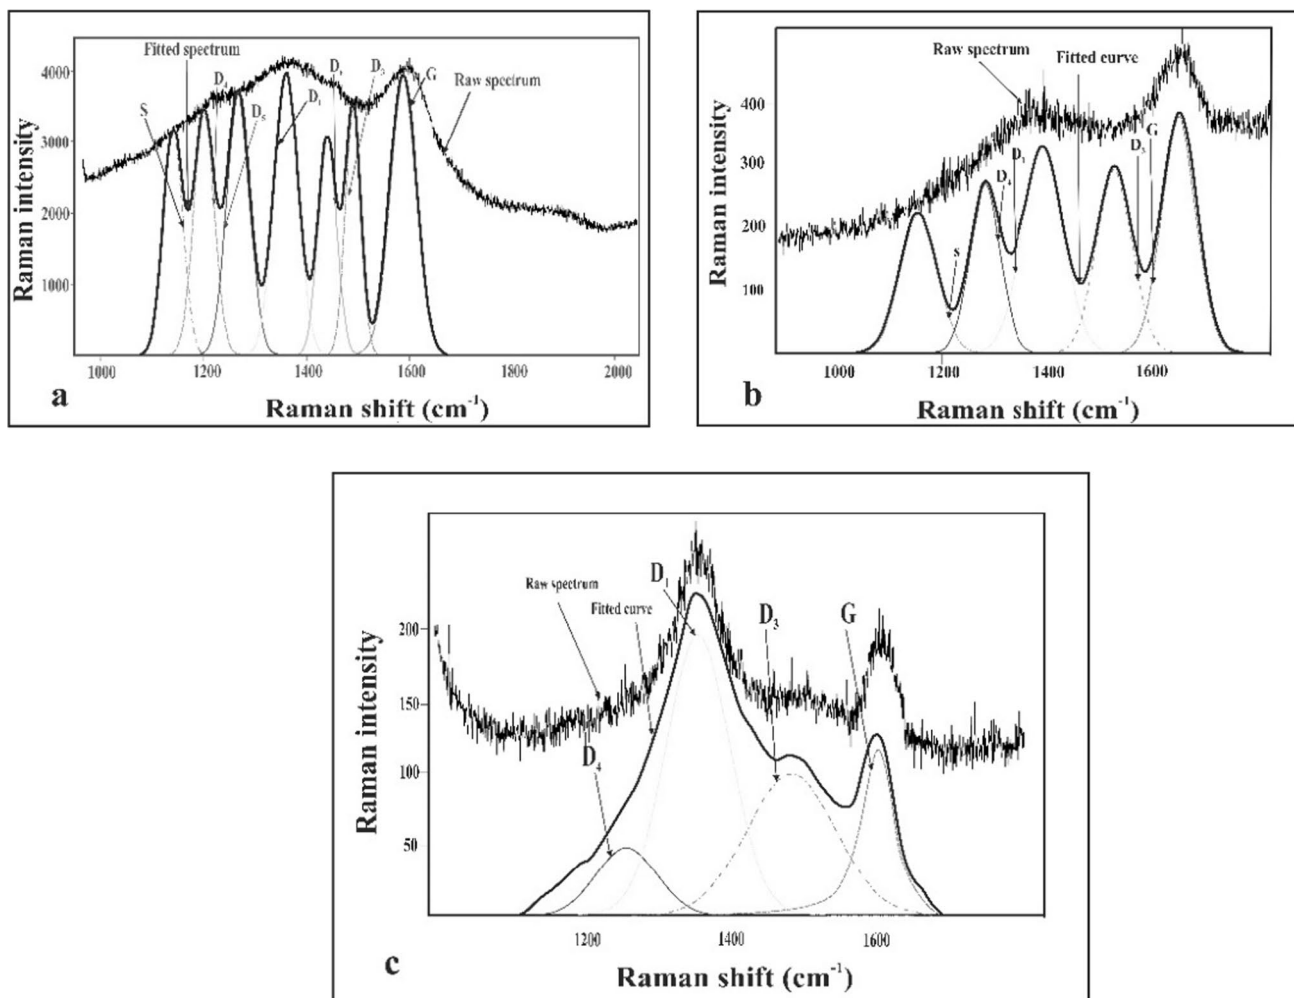 Fitted spectrum
4000
D4
D3
G
Raw spectrum
S
D5
D1
3000
2000
1000
Raman intensity
1000 1200 1400 1600 1800 2000
a
Raman shift (cm-1)
Raw spectrum
Fitted curve
400
300
200
100
D4
D3
G
s
Raman intensity
1000 1200 1400 1600
b
Raman shift (cm-1)
D1
Raw spectrum
Fitted curve
D3
G
D4
200
150
100
50
Raman intensity
1200 1400 1600
c
Raman shift (cm-1)